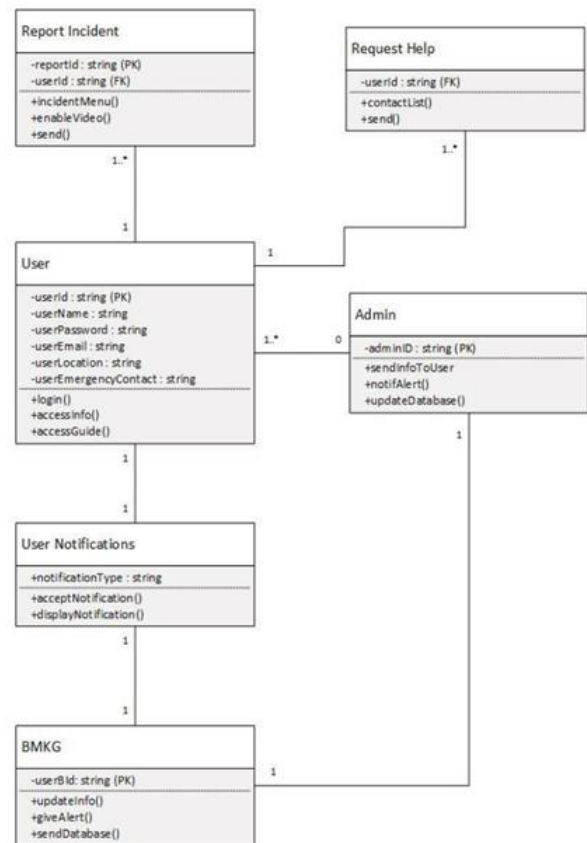 Report Incident
-reportId : string (PK)
-userId : string (FK)
+incidentMenu()
+enableVideo()
+send()
1..*
1
Request Help
-userId : string (FK)
+contactList()
+send()
1..*
1
User
-userId : string (PK)
-userName : string
-userPassword : string
-userEmail : string
-userLocation : string
-userEmergencyContact : string
+login()
+accessInfo()
+accessGuide()
1..*
0
Admin
-adminID : string (PK)
+sendInfoToUser
+notifAlert()
+updateDatabase()
1
1
1
User Notifications
+notificationType : string
+acceptNotification()
+displayNotification()
1
1
BMKG
-userBId: string (PK)
+updateInfo()
+giveAlert()
+sendDatabase()
1